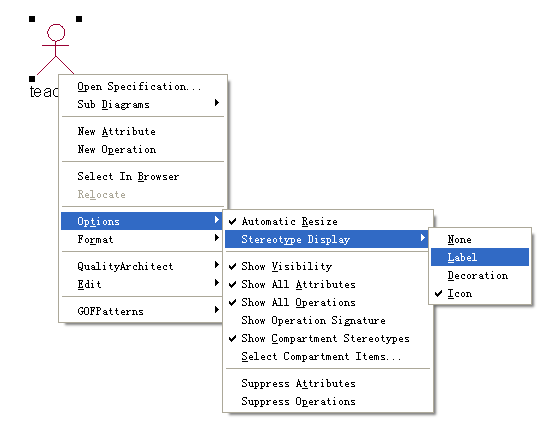 teac
Open Specification...
Sub Diagrams
New Attribute
New Operation
Select In Browser
Relocate
Options
Format
QualityArchitect
Edit
GOFPatterns
Automatic Resize
Stereotype Display
Show Visibility
Show All Attributes
Show All Operations
Show Operation Signature
Show Compartment Stereotypes
Select Compartment Items...
Suppress Attributes
Suppress Operations
None
Label
Decoration
Icon